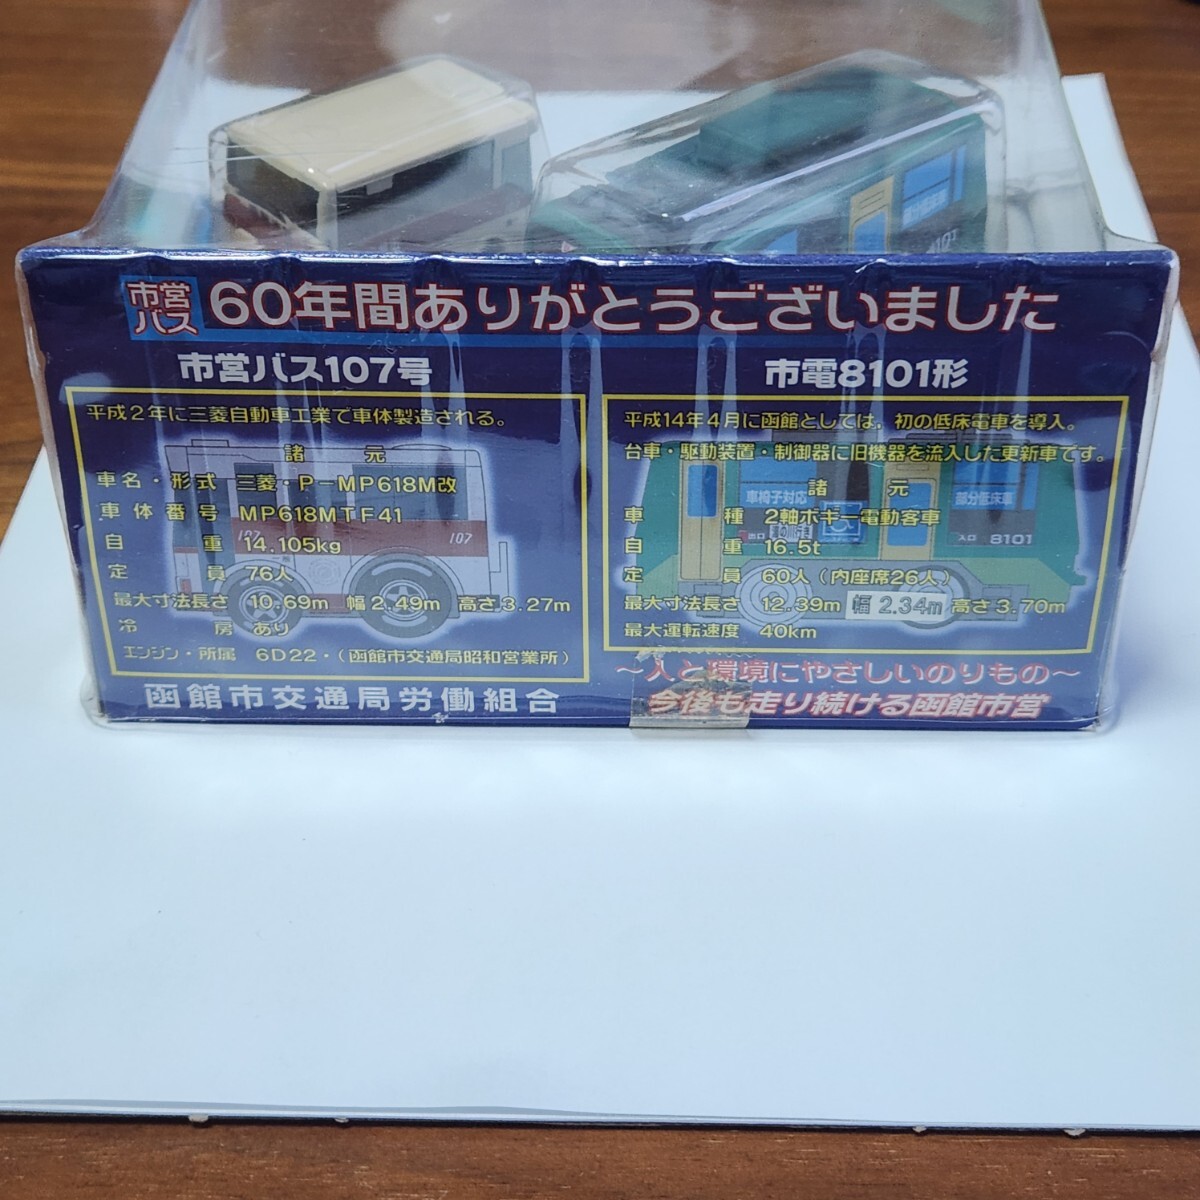 市営バス 60年間ありがとうございました
市営バス107号
平成2年に三菱自動車工業で車体製造される。
諸元
車名・形式 三菱・P-MP618M改
車体番号 MP618MTF41
自重 14.105kg
定員 76人
最大寸法長さ 10.69m 幅2.49m 高さ3.27m
冷房 あり
エンジン・所属 6D22・(函館市交通局昭和営業所)
107
107
函館市交通局労働組合
市電8101形
平成14年4月に函館としては、初の低床電車を導入。
台車・駆動装置・制御器に旧機器を流入した更新車です。
諸元
車種 2軸ボギー電動客車
自重 16.5t
定員 60人(内座席26人)
最大寸法長さ 12.39m 幅 2.34m 高さ3.70m
最大運転速度 40km
車椅子対応
部分低床車
出口
入口 8101
～人と環境にやさしいのりもの～
今後も走り続ける函館市営